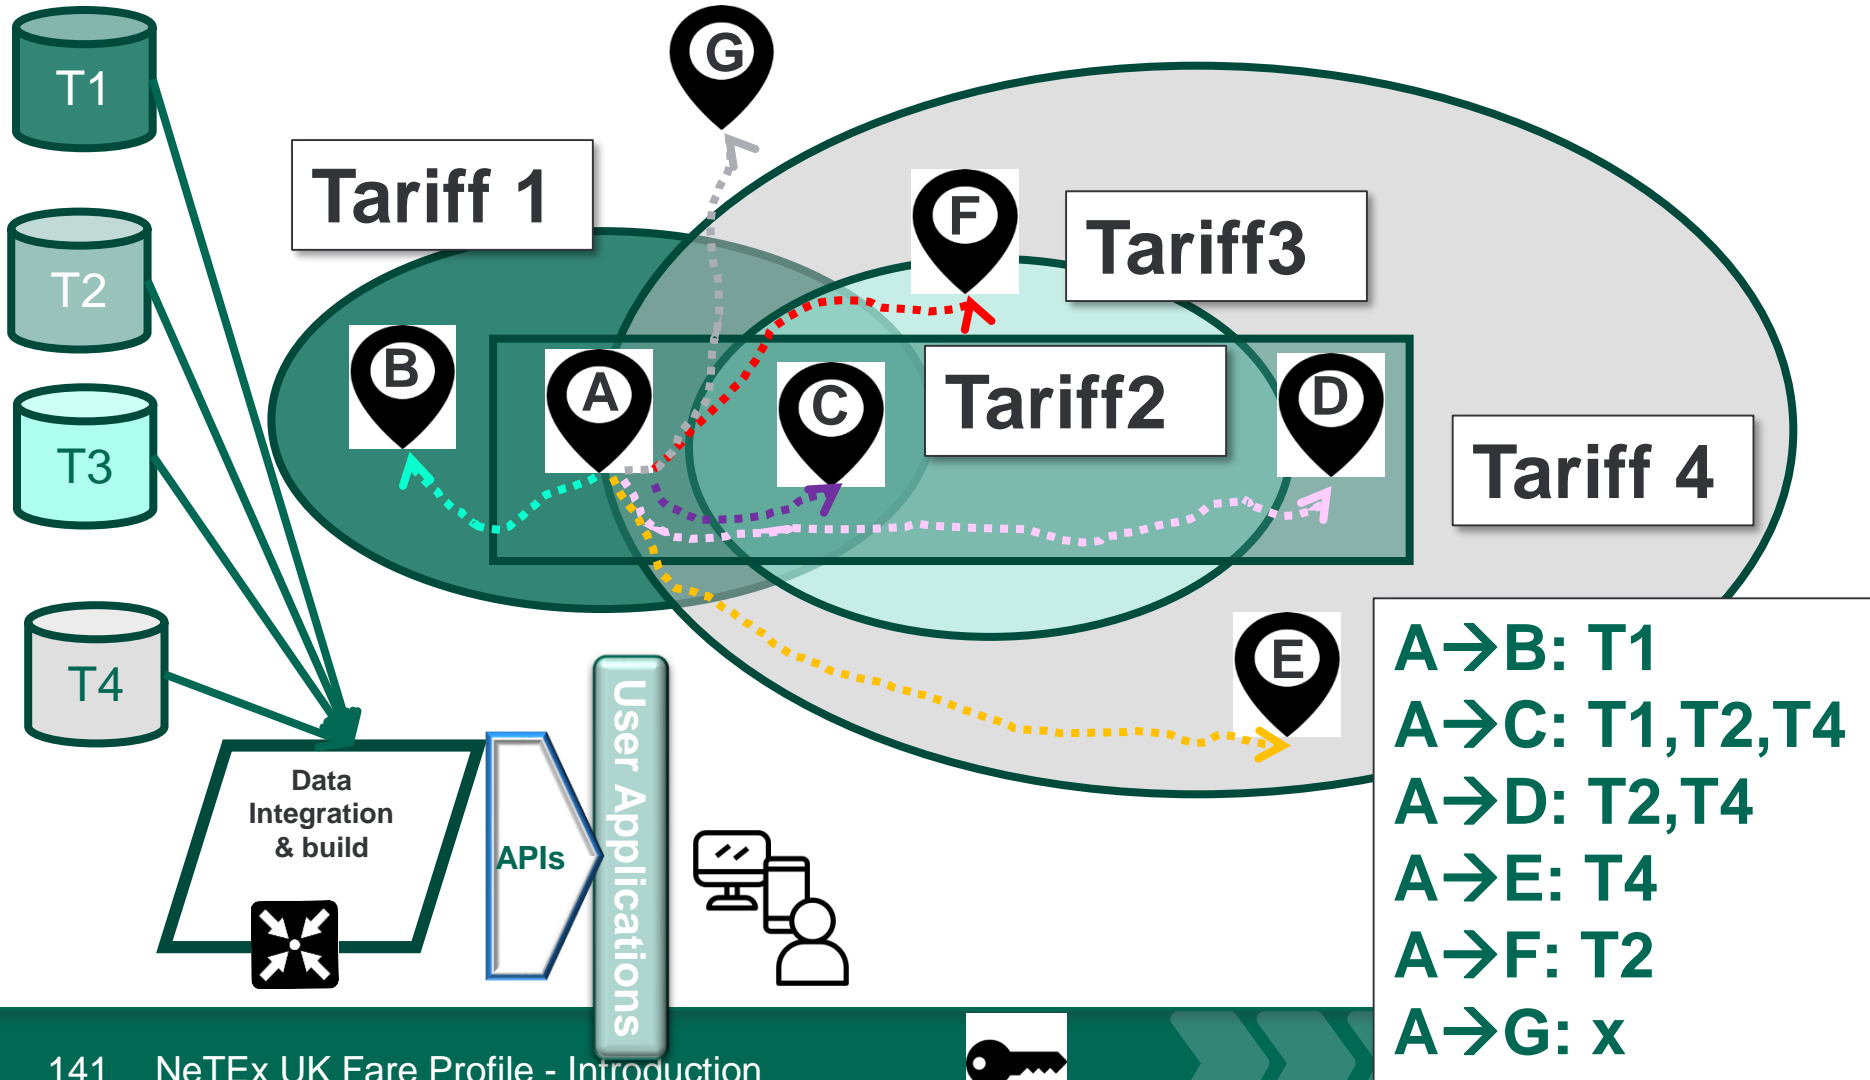 T1
T2
T3
T4
G
Tariff 1
F
Tariff3
B
A
C
Tariff2
D
Tariff 4
E
Data
Integration
& build
APIs
User Applications
A→B: T1
A→C: T1,T2,T4
A→D: T2,T4
A→E: T4
A→F: T2
A→G: x
141 NeTEx UK Fare Profile - Introduction